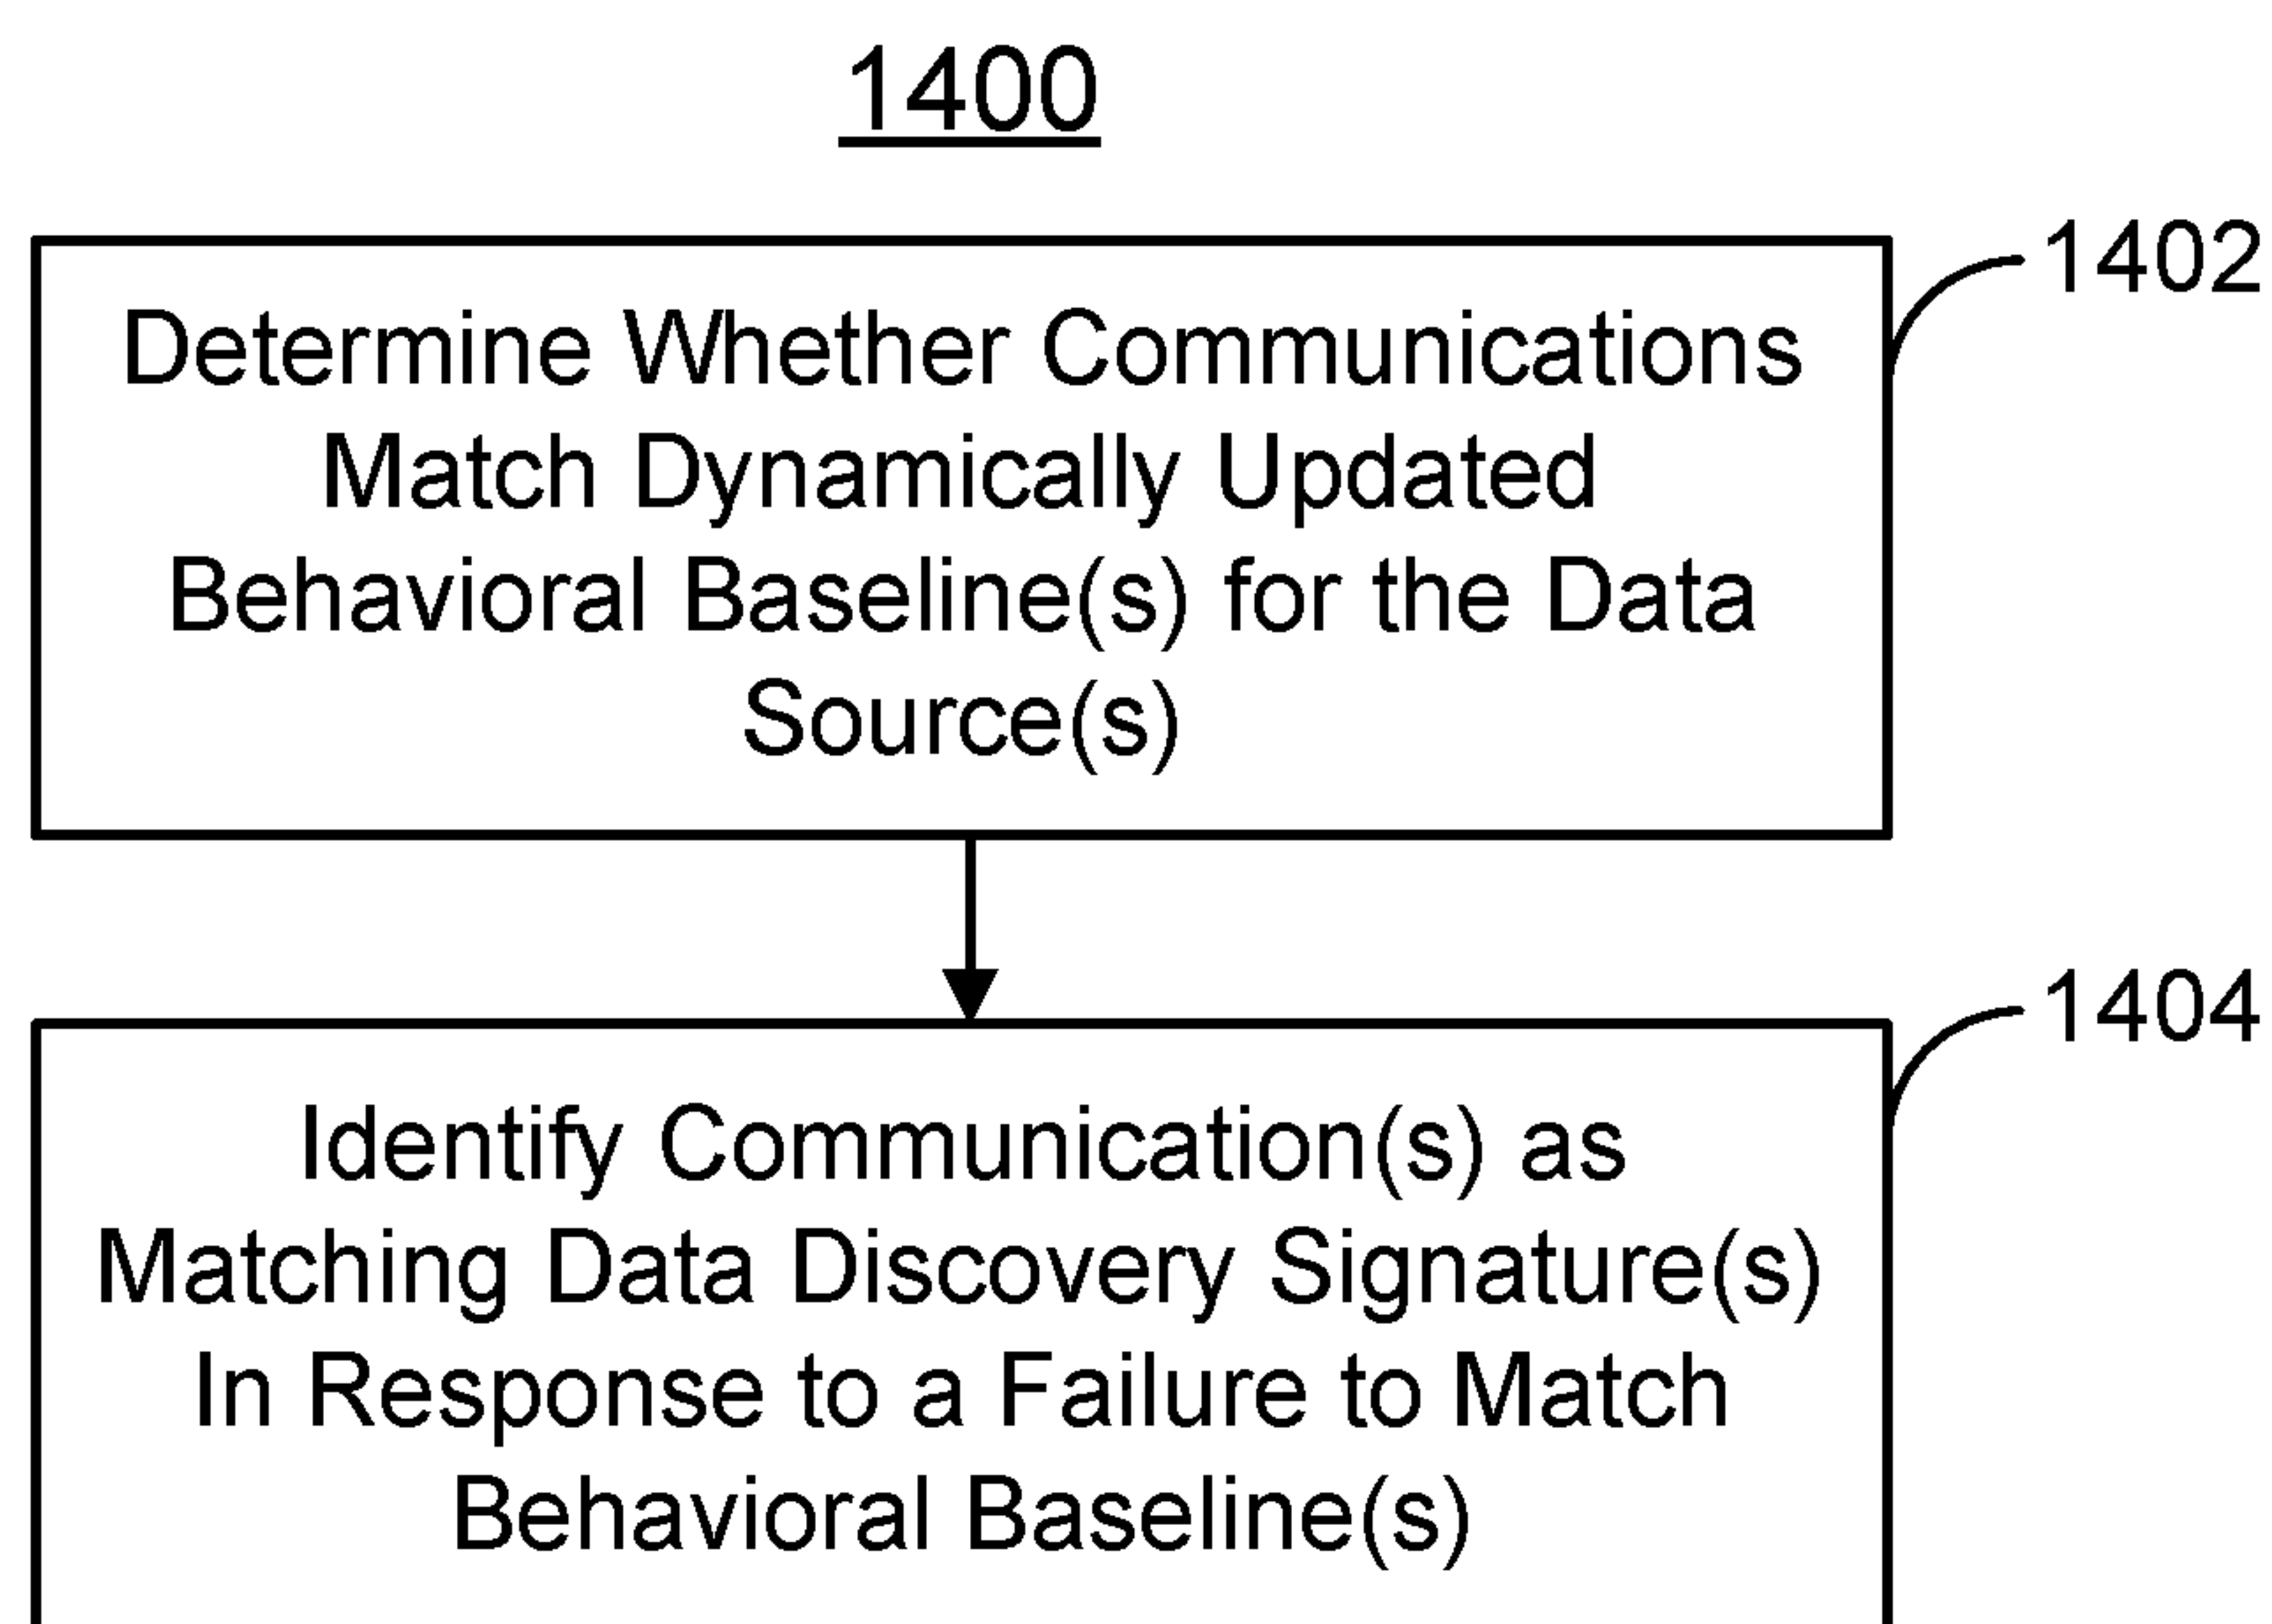 1400
1402
Determine Whether Communications
Match Dynamically Updated
Behavioral Baseline(s) for the Data
Source(s)
1404
Identify Communication(s) as
Matching Data Discovery Signature(s)
In Response to a Failure to Match
Behavioral Baseline(s)